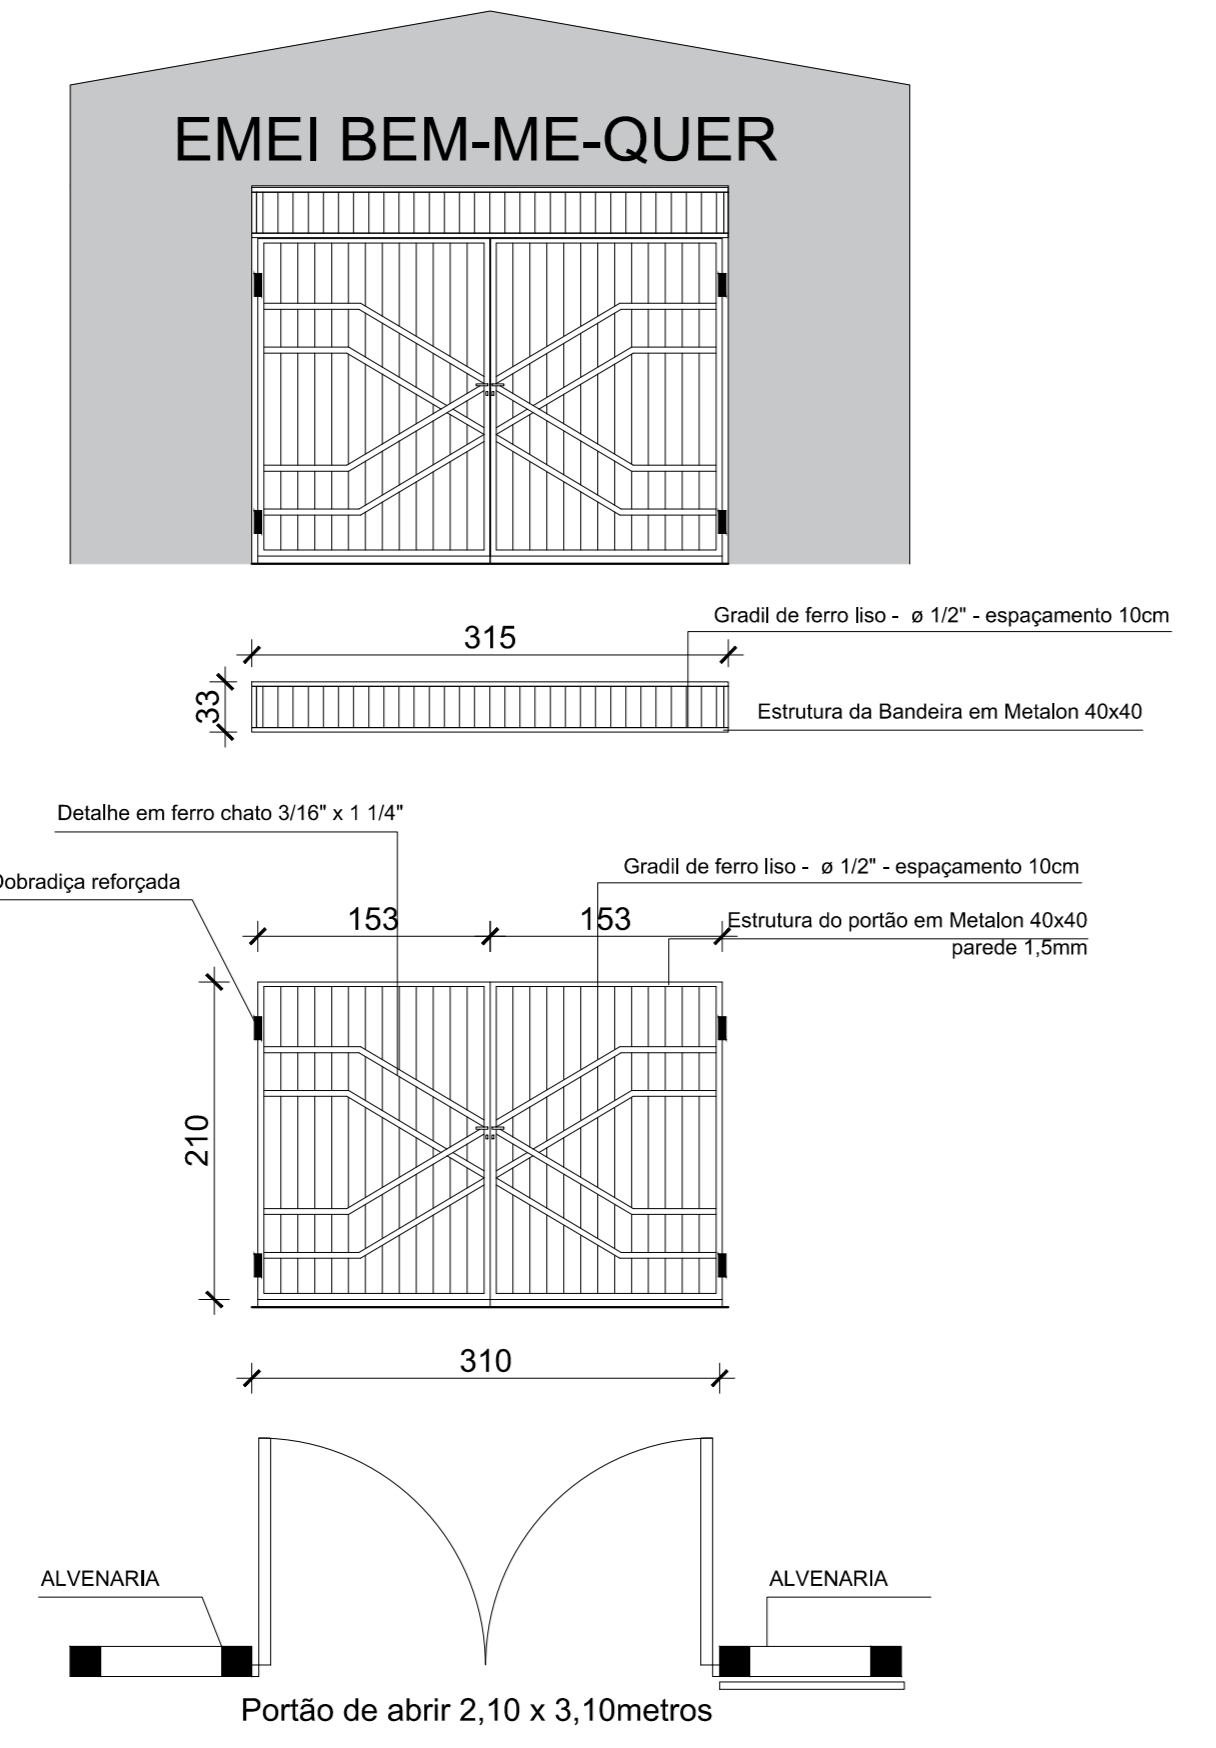 EMEI BEM-ME-QUER
Gradil de ferro liso - ø 1/2" - espaçamento 10cm
315
33
Estrutura da Bandeira em Metalon 40x40
Detalhe em ferro chato 3/16" x 1 1/4"
Dobradiça reforçada
Gradil de ferro liso - ø 1/2" - espaçamento 10cm
153
153
Estrutura do portão em Metalon 40x40
parede 1,5mm
210
310
ALVENARIA
ALVENARIA
Portão de abrir 2,10 x 3,10metros